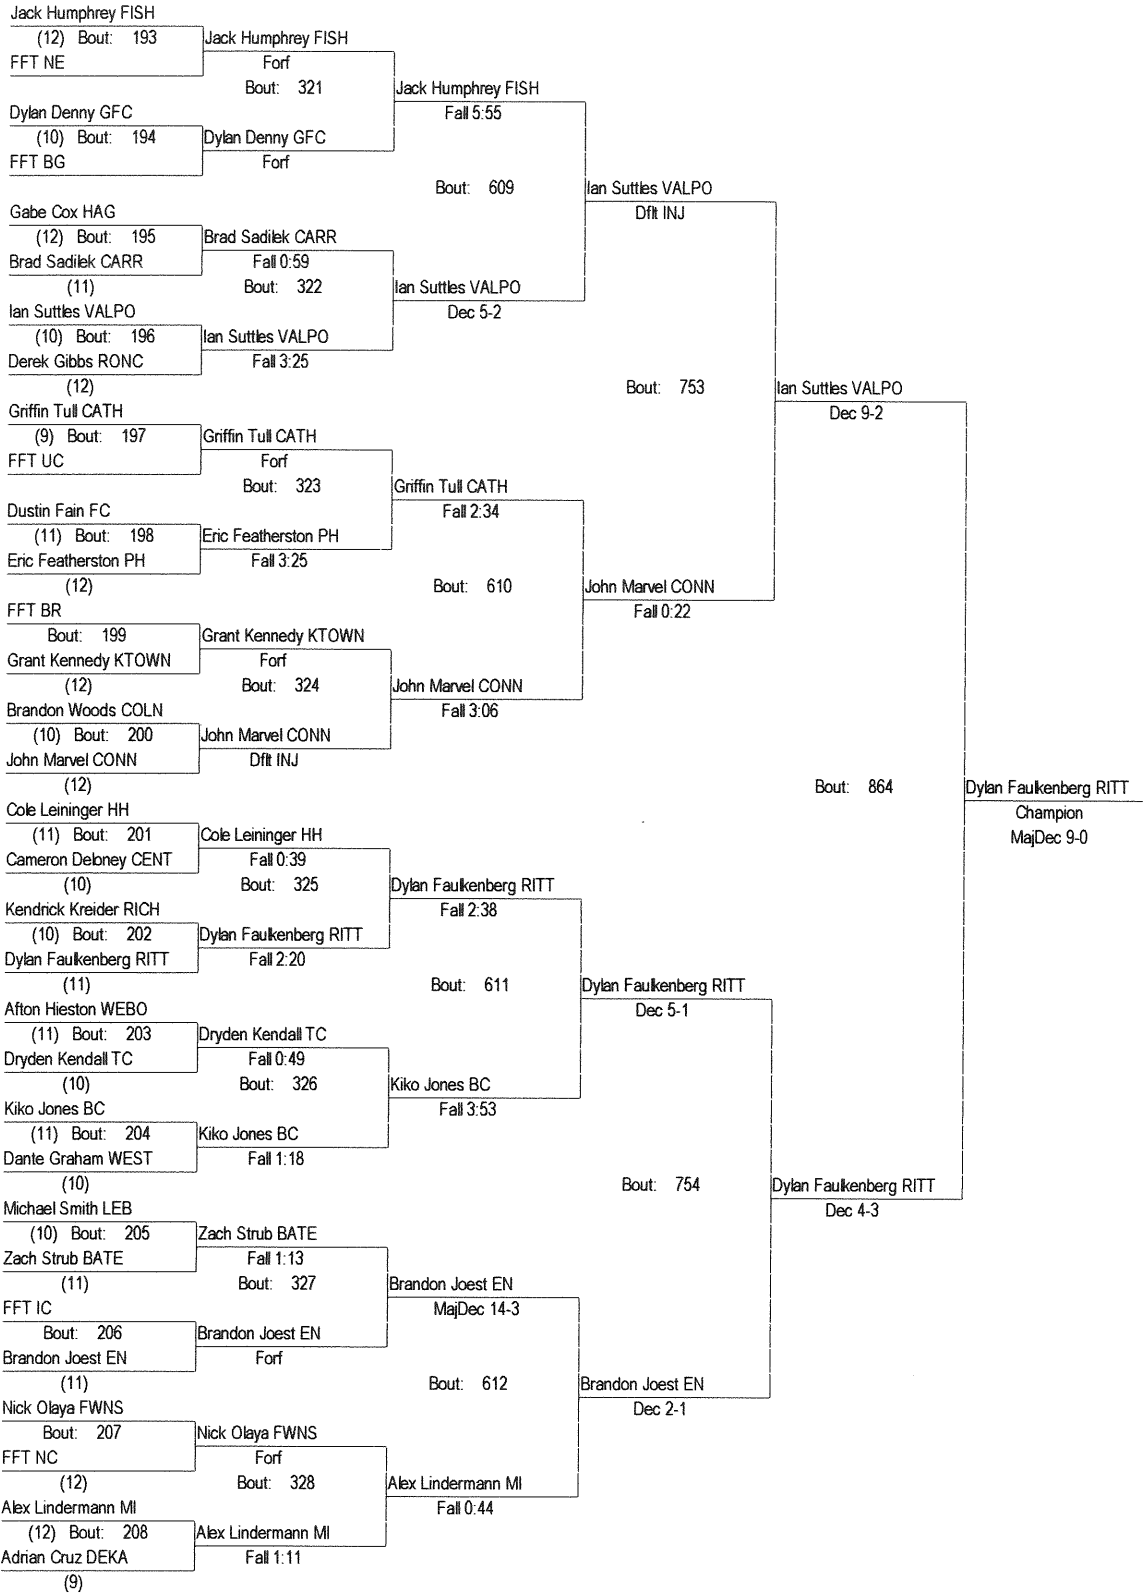 Jack Humphrey FISH
(12) Bout: 193
FFT NE
Jack Humphrey FISH
Forf
Bout: 321
Dylan Denny GFC
(10) Bout: 194
FFT BG
Dylan Denny GFC
Forf
Jack Humphrey FISH
Fall 5:55
Bout: 609
Gabe Cox HAG
(12) Bout: 195
Brad Sadilek CARR
(11)
Brad Sadilek CARR
Fall 0:59
Bout: 322
Ian Suttles VALPO
(10) Bout: 196
Derek Gibbs RONC
(12)
Ian Suttles VALPO
Fall 3:25
Ian Suttles VALPO
Dec 5-2
Ian Suttles VALPO
Dflt INJ
Bout: 753
Griffin Tull CATH
(9) Bout: 197
FFT UC
Griffin Tull CATH
Forf
Bout: 323
Dustin Fain FC
(11) Bout: 198
Eric Featherston PH
(12)
Eric Featherston PH
Fall 3:25
Griffin Tull CATH
Fall 2:34
Bout: 610
FFT BR
Bout: 199
Grant Kennedy KTOWN
(12)
Grant Kennedy KTOWN
Forf
Bout: 324
Brandon Woods COLN
(10) Bout: 200
John Marvel CONN
(12)
John Marvel CONN
Dflt INJ
John Marvel CONN
Fall 3:06
John Marvel CONN
Fall 0:22
Ian Suttles VALPO
Dec 9-2
Bout: 864
Dylan Faulkenberg RITT
Champion
MajDec 9-0
Cole Leininger HH
(11) Bout: 201
Cameron Deloney CENT
(10)
Cole Leininger HH
Fall 0:39
Bout: 325
Kendrick Kreider RICH
(10) Bout: 202
Dylan Faulkenberg RITT
(11)
Dylan Faulkenberg RITT
Fall 2:20
Dylan Faulkenberg RITT
Fall 2:38
Bout: 611
Afton Hieston WEBO
(11) Bout: 203
Dryden Kendall TC
(10)
Dryden Kendall TC
Fall 0:49
Bout: 326
Kiko Jones BC
(11) Bout: 204
Dante Graham WEST
(10)
Kiko Jones BC
Fall 1:18
Kiko Jones BC
Fall 3:53
Dylan Faulkenberg RITT
Dec 5-1
Bout: 754
Dylan Faulkenberg RITT
Dec 4-3
Michael Smith LEB
(10) Bout: 205
Zach Strub BATE
(11)
Zach Strub BATE
Fall 1:13
Bout: 327
FFT IC
Bout: 206
Brandon Joest EN
(11)
Brandon Joest EN
Forf
Brandon Joest EN
MajDec 14-3
Bout: 612
Brandon Joest EN
Dec 2-1
Nick Olaya FWNS
Bout: 207
FFT NC
(12)
Nick Olaya FWNS
Forf
Bout: 328
Alex Lindermann MI
(12) Bout: 208
Adrian Cruz DEKA
(9)
Alex Lindermann MI
Fall 1:11
Alex Lindermann MI
Fall 0:44